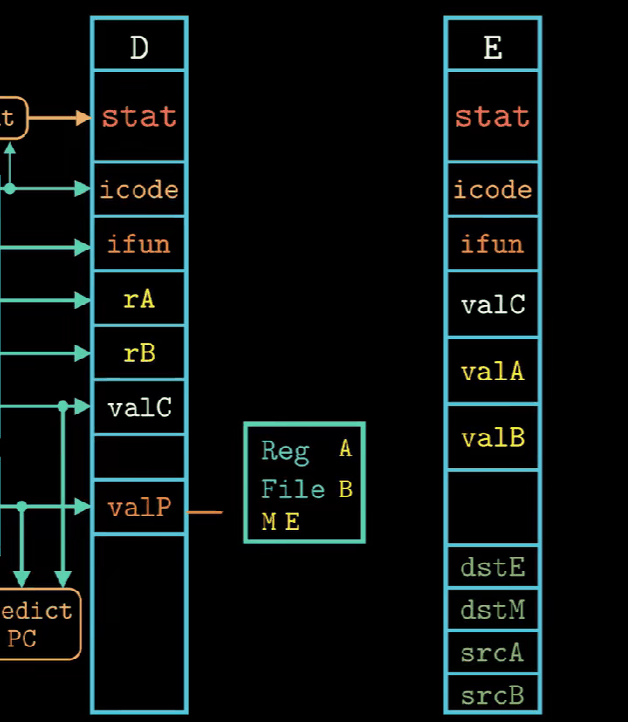 D
stat
icode
ifun
rA
rB
valC
valP
PC
Reg A
File B
M E
E
stat
icode
ifun
valC
valA
valB
dstE
dstM
srcA
srcB